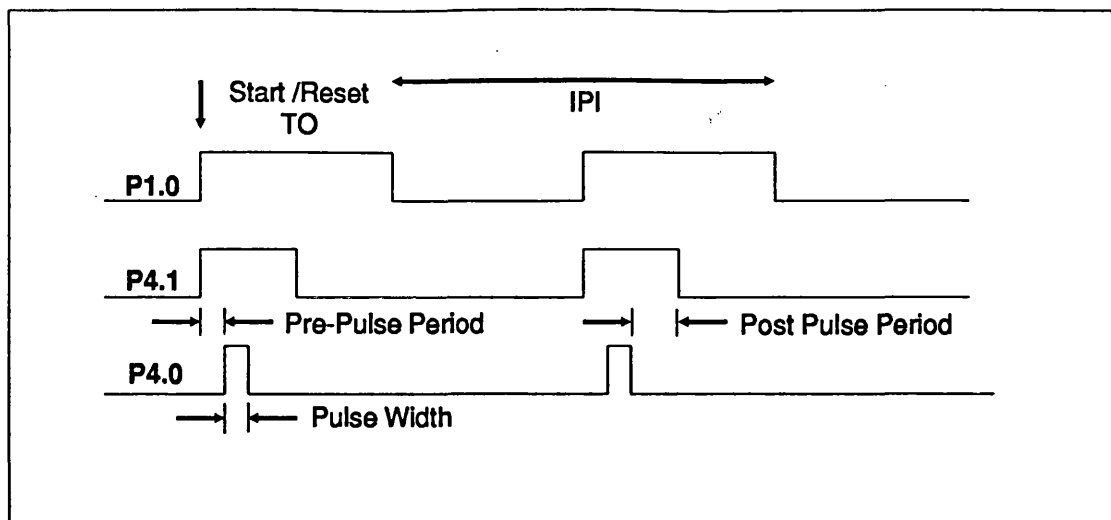 Start /Reset
TO
IPI
P1.0
P4.1
Pre-Pulse Period
Post Pulse Period
P4.0
Pulse Width